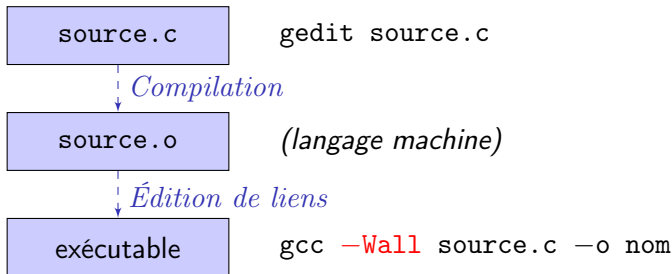 source.c gedit source.c
Compilation
source.o (langage machine)
Édition de liens
exécutable gcc −Wall source.c −o nom